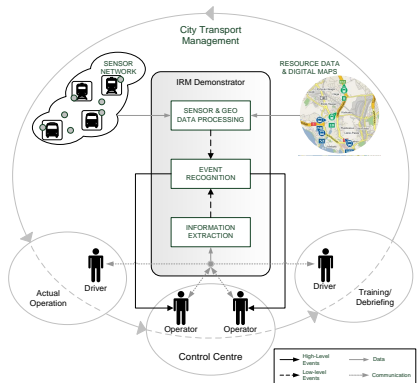 City Transport
Management
SENSOR
NETWORK
IRM Demonstrator
RESOURCE DATA
& DIGITAL MAPS
SENSOR & GEO
DATA PROCESSING
EVENT
RECOGNITION
INFORMATION
EXTRACTION
Actual
Operation
Driver
Driver
Training/
Debriefing
Operator
Operator
Control Centre
High-Level
Events
Data
Low-level
Events
Communication